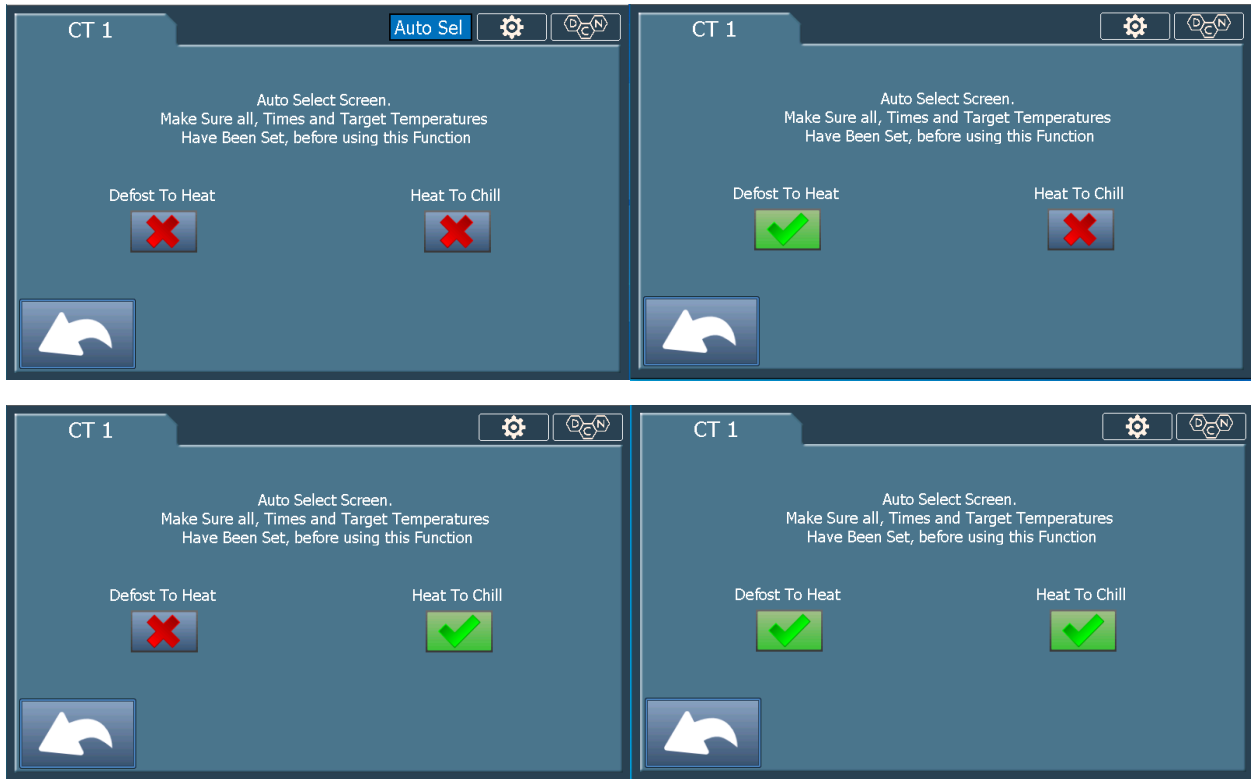 CT 1
Auto Sel
DCN
Auto Select Screen.
Make Sure all, Times and Target Temperatures
Have Been Set, before using this Function
Defost To Heat
Heat To Chill
CT 1
DCN
Auto Select Screen.
Make Sure all, Times and Target Temperatures
Have Been Set, before using this Function
Defost To Heat
Heat To Chill
CT 1
DCN
Auto Select Screen.
Make Sure all, Times and Target Temperatures
Have Been Set, before using this Function
Defost To Heat
Heat To Chill
CT 1
DCN
Auto Select Screen.
Make Sure all, Times and Target Temperatures
Have Been Set, before using this Function
Defost To Heat
Heat To Chill